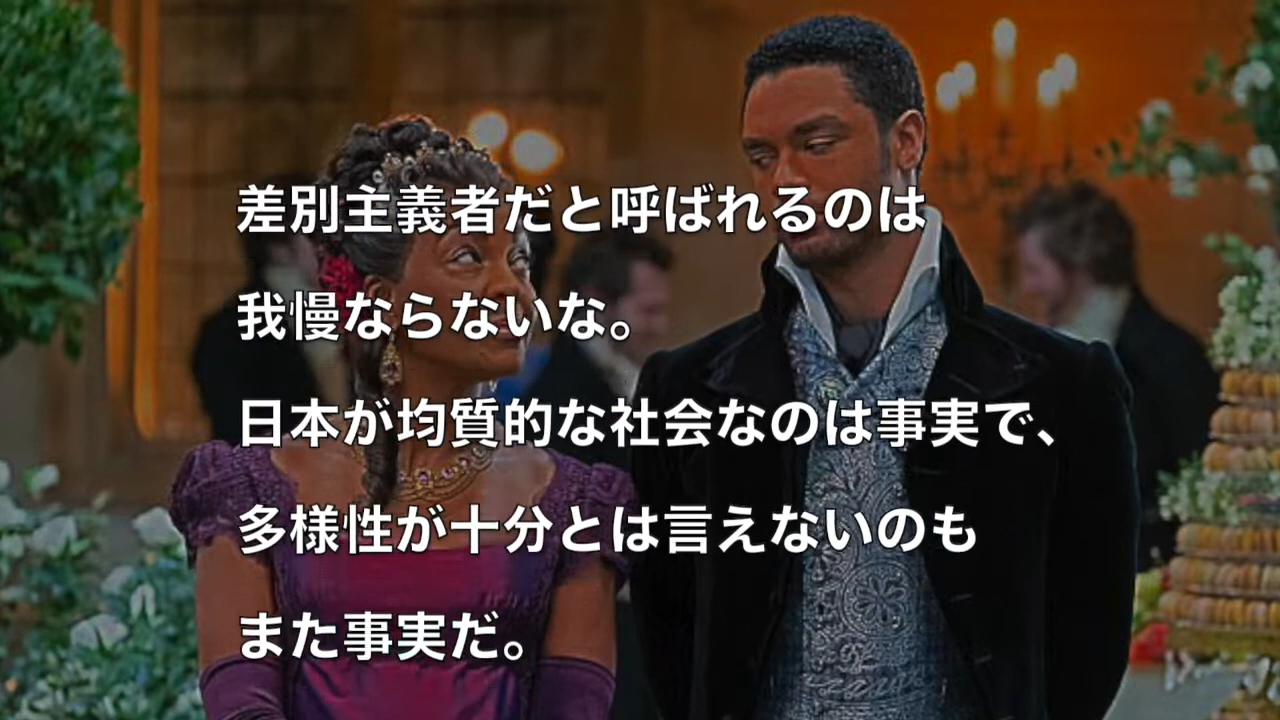 差別主義者だと呼ばれるのは
我慢ならないな。
日本が均質的な社会なのは事実で、
多様性が十分とは言えないのも
また事実だ。